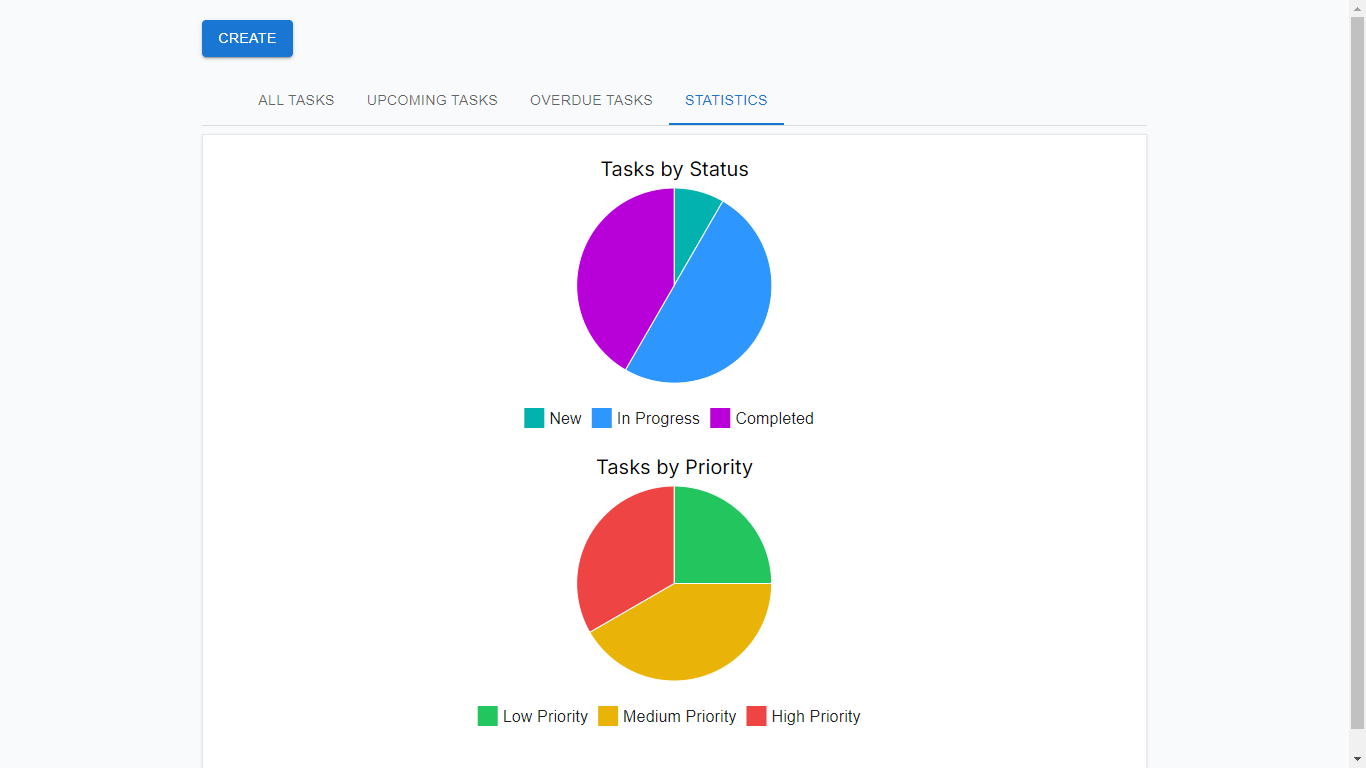 CREATE
ALL TASKS UPCOMING TASKS OVERDUE TASKS STATISTICS
Tasks by Status
New In Progress Completed
Tasks by Priority
Low Priority Medium Priority High Priority